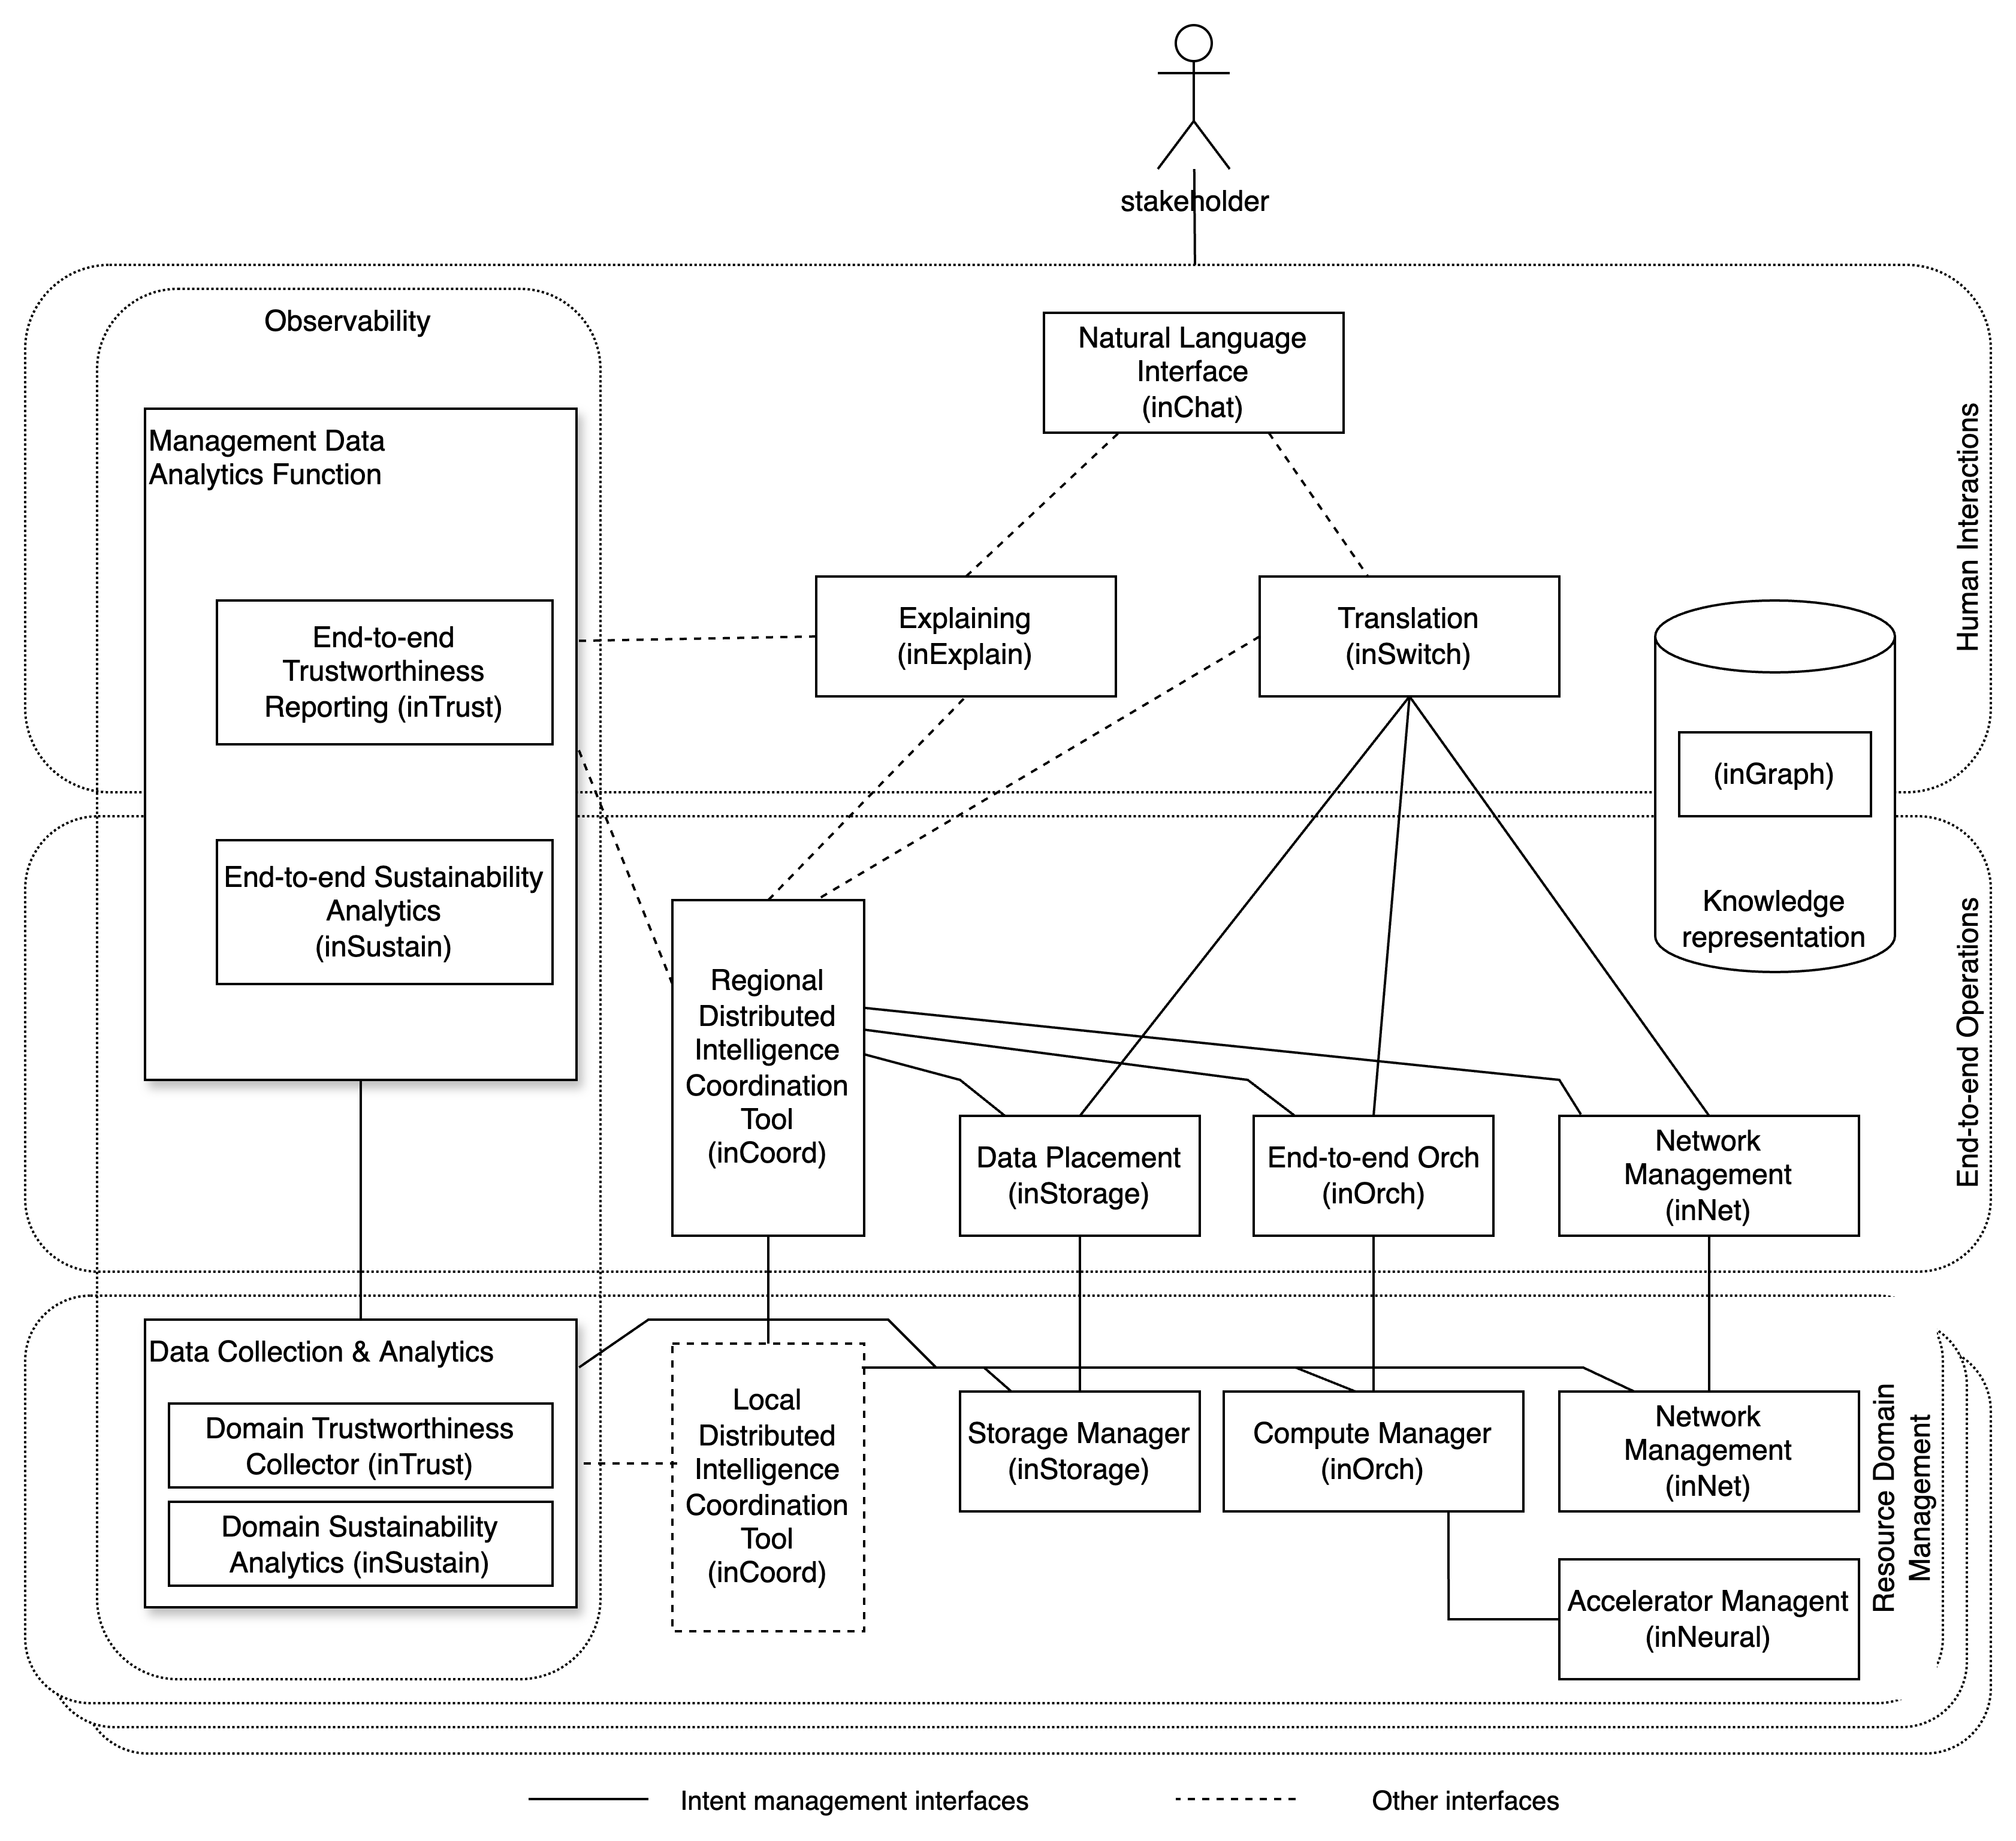 stakeholder
Observability
Natural Language
Interface
(inChat)
Management Data
Analytics Function
Human Interactions
End-to-end
Trustworthiness
Reporting (inTrust)
Explaining
(inExplain)
Translation
(inSwitch)
(inGraph)
Knowledge
representation
End-to-end Sustainability
Analytics
(inSustain)
End-to-end Operations
Regional
Distributed
Intelligence
Coordination
Tool
(inCoord)
Data Placement
(inStorage)
End-to-end Orch
(inOrch)
Network
Management
(inNet)
Data Collection & Analytics
Domain Trustworthiness
Collector (inTrust)
Domain Sustainability
Analytics (inSustain)
Local
Distributed
Intelligence
Coordination
Tool
(inCoord)
Storage Manager
(inStorage)
Compute Manager
(inOrch)
Network
Management
(inNet)
Resource Domain
Management
Accelerator Managent
(inNeural)
Intent management interfaces
Other interfaces